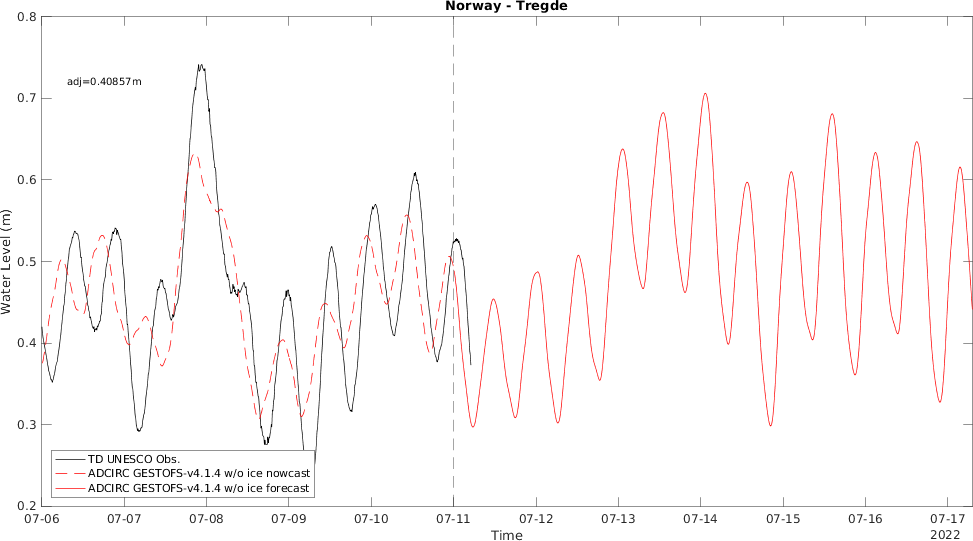 Norway - Tregde
0.8
0.7
0.6
0.5
0.4
0.3
0.2
Water Level (m)
adj=0.40857m
TD UNESCO Obs.
ADCIRC GESTOFS-v4.1.4 w/o ice nowcast
ADCIRC GESTOFS-v4.1.4 w/o ice forecast
07-06 07-07 07-08 07-09 07-10 07-11 07-12 07-13 07-14 07-15 07-16 07-17
2022
Time